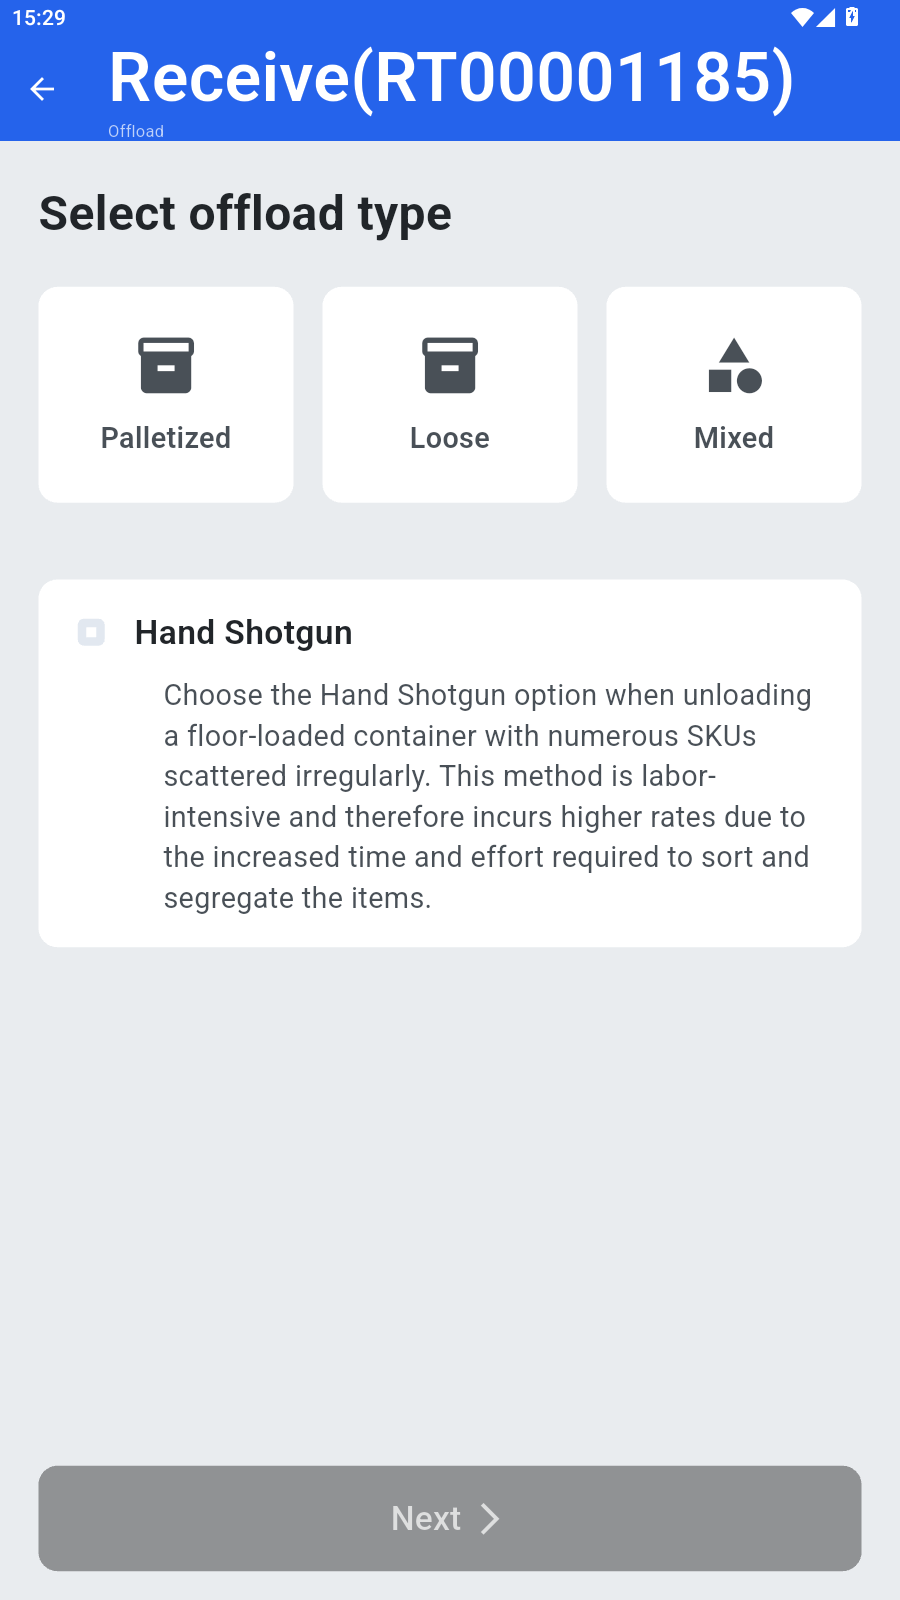 15:29
Receive(RT00001185)
Offload
Select offload type
Palletized
Loose
Mixed
Hand Shotgun
Choose the Hand Shotgun option when unloading
a floor-loaded container with numerous SKUs
scattered irregularly. This method is labor-
intensive and therefore incurs higher rates due to
the increased time and effort required to sort and
segregate the items.
Next